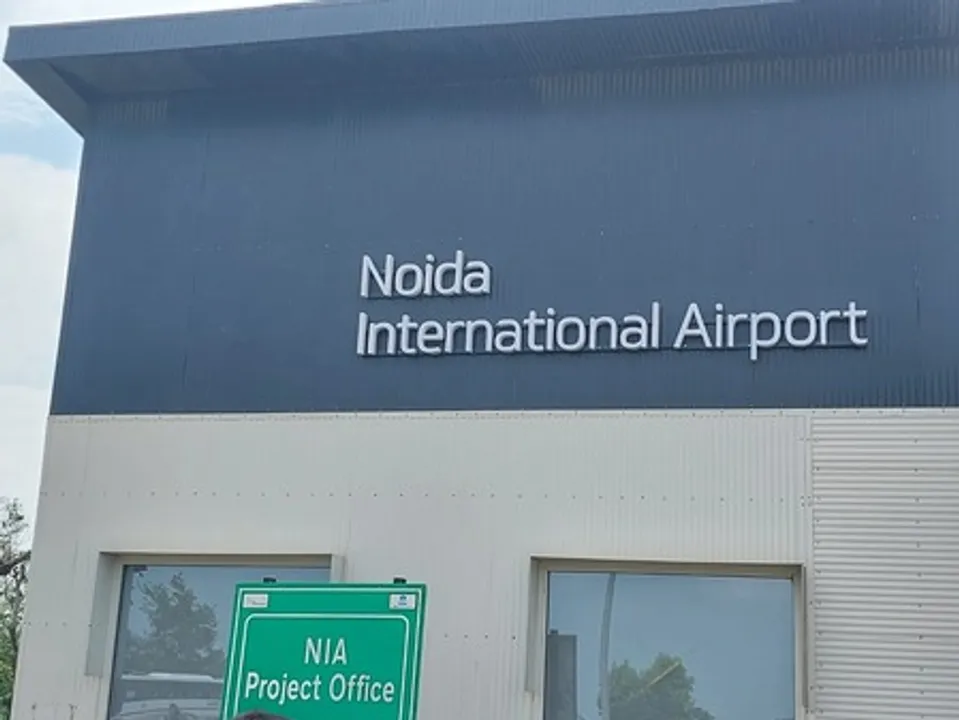 Noida
International Airport
NIA
Project Office